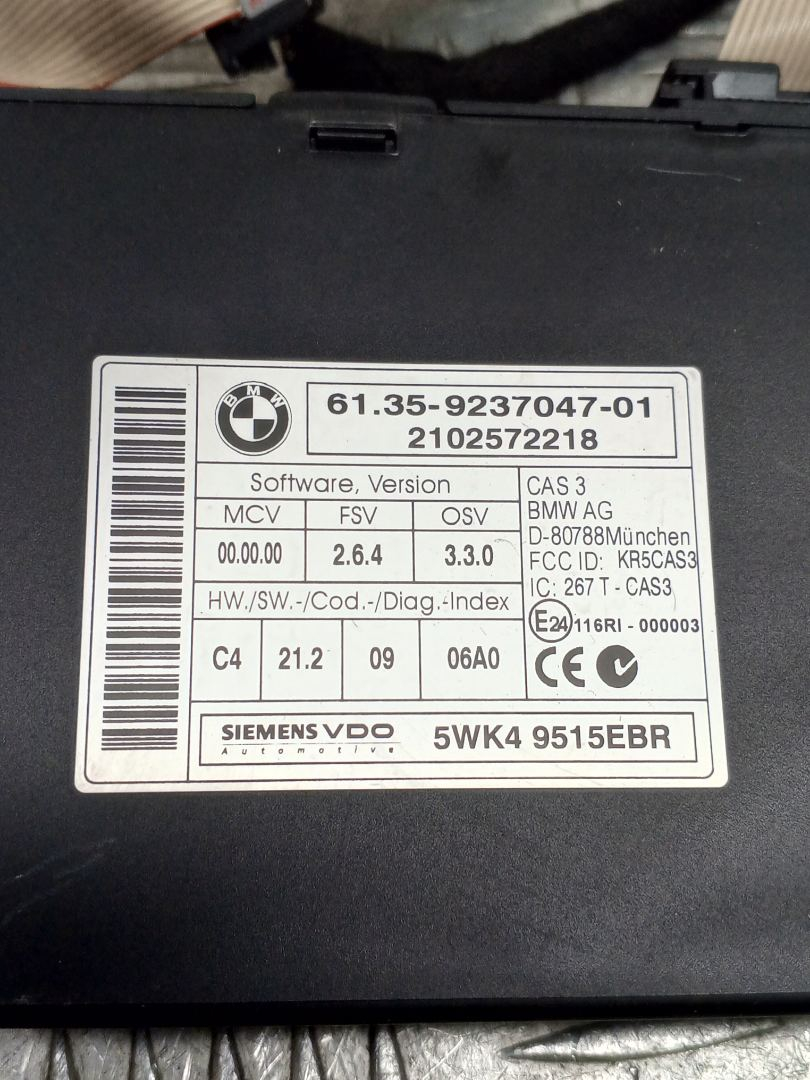 BMW
61.35-9237047-01
2102572218
Software, Version
MCV FSV OSV
00.00.00 2.6.4 3.3.0
HW./SW.-/Cod.-/Diag.-Index
C4 21.2 09 06A0
CAS 3
BMW AG
D-80788München
FCC ID: KR5CAS3
IC: 267 T - CAS3
E24 116RI - 000003
CE
SIEMENS VDO
Automotive
5WK4 9515EBR